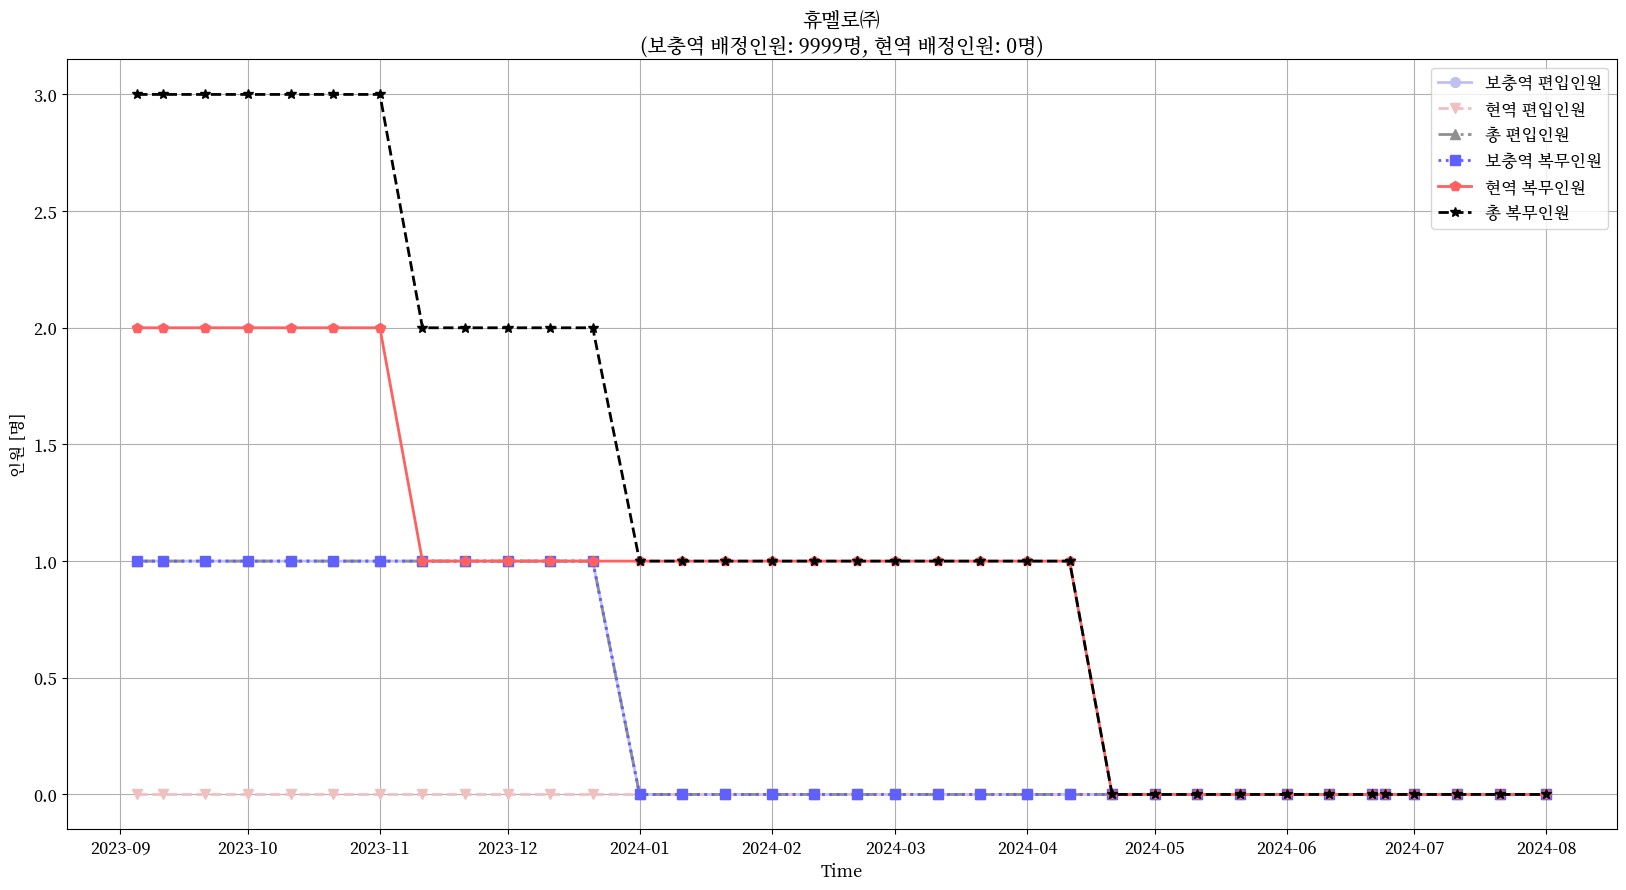 휴멜로㈜
(보충역 배정인원: 9999명, 현역 배정인원: 0명)
보충역 편입인원
현역 편입인원
총 편입인원
보충역 복무인원
현역 복무인원
총 복무인원
인원 [명]
3.0
2.5
2.0
1.5
1.0
0.5
0.0
2023-09
2023-10
2023-11
2023-12
2024-01
2024-02
2024-03
2024-04
2024-05
2024-06
2024-07
2024-08
Time